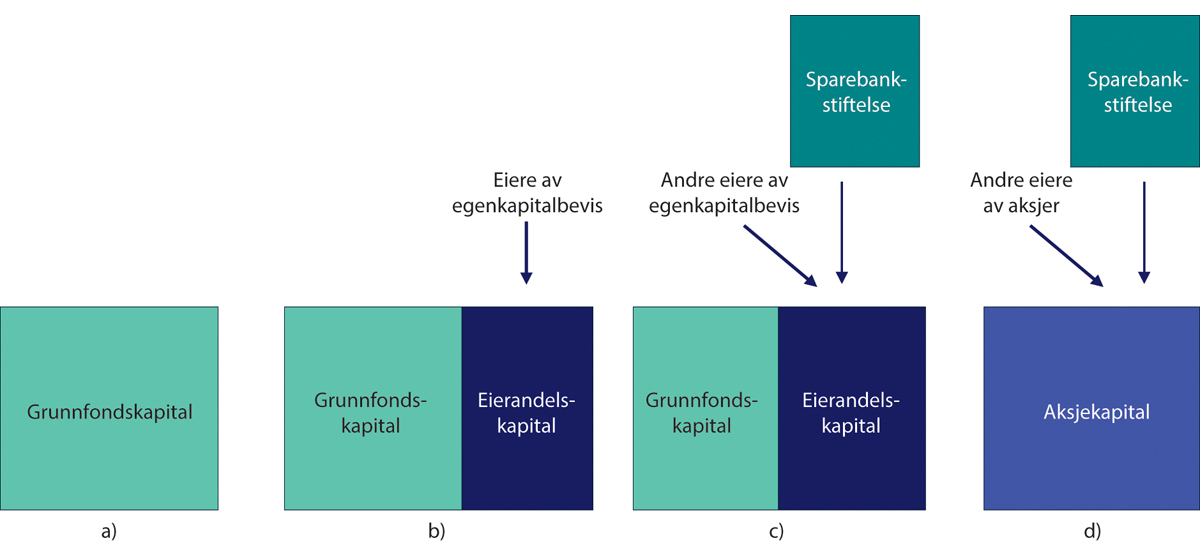 Sparebank-
stiftelse
Sparebank-
stiftelse
Eiere av
egenkapitalbevis
Andre eiere av
egenkapitalbevis
Andre eiere
av aksjer
Grunnfondskapital
Grunnfonds-
kapital
Eierandels-
kapital
Grunnfonds-
kapital
Eierandels-
kapital
Aksjekapital
a)
b)
c)
d)